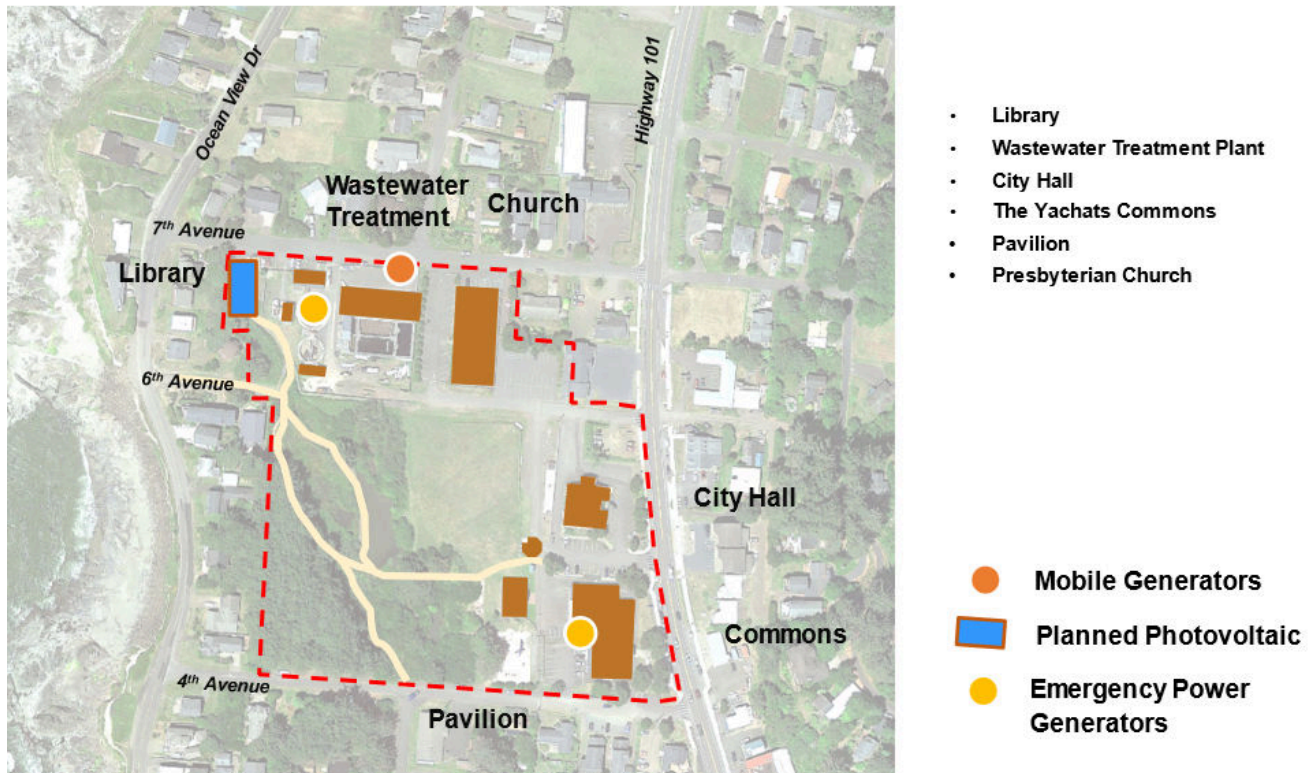 Ocean View Dr
Highway 101
Wastewater
Treatment
Church
7th Avenue
Library
6th Avenue
City Hall
Commons
4th Avenue
Pavilion
• Library
• Wastewater Treatment Plant
• City Hall
• The Yachats Commons
• Pavilion
• Presbyterian Church
Mobile Generators
Planned Photovoltaic
Emergency Power
Generators